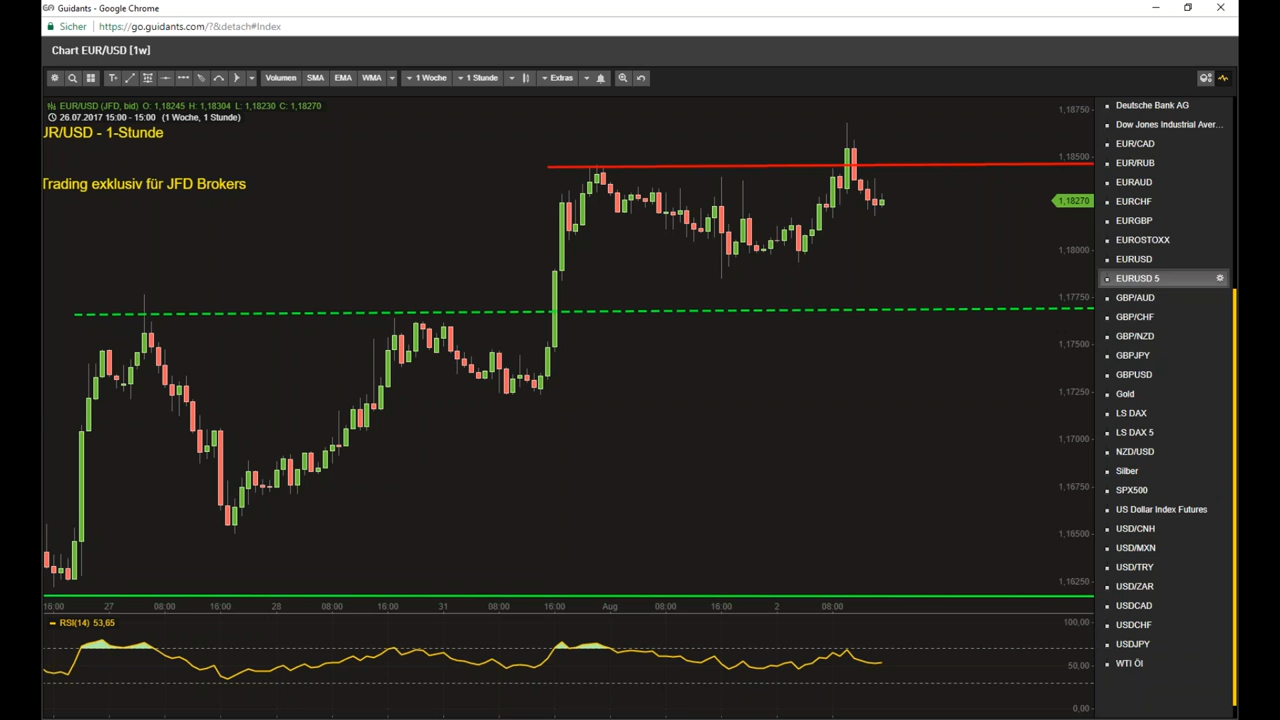 Guidants - Google Chrome
Sicher https://go.guidants.com/?&detach#Index
Chart EUR/USD [1w]
Volumen SMA EMA WMA 1 Woche 1 Stunde Extras
EUR/USD (JFD, bid) O: 1,18245 H: 1,18304 L: 1,18230 C: 1,18270
26.07.2017 15:00 - 15:00 (1 Woche, 1 Stunde)
UR/USD - 1-Stunde
Trading exklusiv für JFD Brokers
1,18750
1,18500
1,18270
1,18000
1,17750
1,17500
1,17250
1,17000
1,16750
1,16500
1,16250
16:00 27 08:00 16:00 28 08:00 16:00 31 08:00 16:00 Aug 08:00 16:00 2 08:00
RSI(14) 53,65
100,00
50,00
0,00
Deutsche Bank AG
Dow Jones Industrial Aver...
EUR/CAD
EUR/RUB
EURAUD
EURCHF
EURGBP
EUROSTOXX
EURUSD
EURUSD 5
GBP/AUD
GBP/CHF
GBP/NZD
GBPJPY
GBPUSD
Gold
LS DAX
LS DAX 5
NZD/USD
Silber
SPX500
US Dollar Index Futures
USD/CNH
USD/MXN
USD/TRY
USD/ZAR
USDCAD
USDCHF
USDJPY
WTI Öl